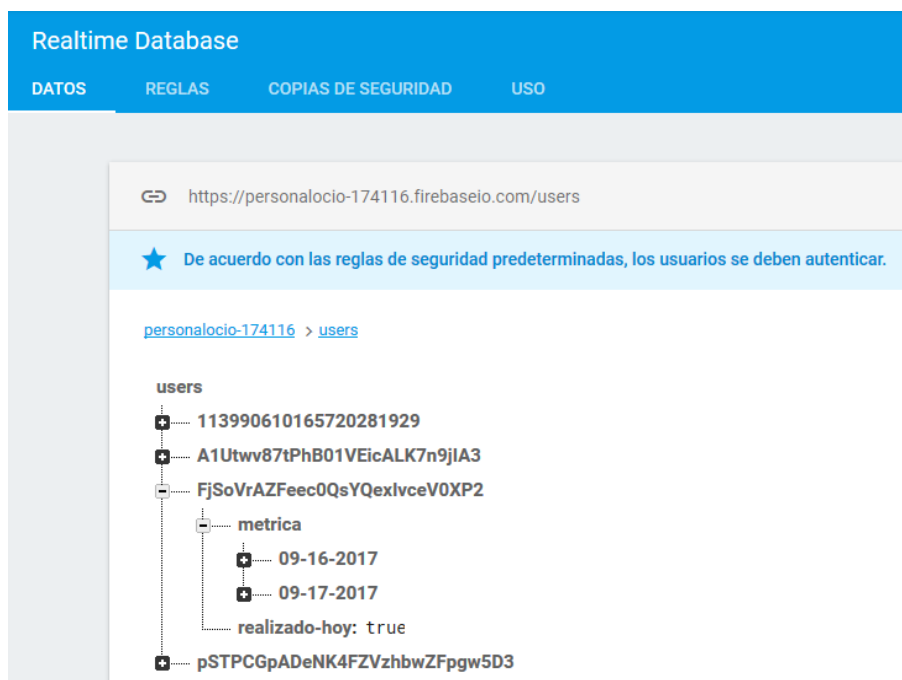 Realtime Database
DATOS REGLAS COPIAS DE SEGURIDAD USO
https://personalocio-174116.firebaseio.com/users
De acuerdo con las reglas de seguridad predeterminadas, los usuarios se deben autenticar.
personalocio-174116 > users
users
113990610165720281929
A1Utwv87tPhB01VEicALK7n9jIA3
FjSoVrAZFeec0QsYQexIvceV0XP2
metrica
09-16-2017
09-17-2017
realizado-hoy: true
pSTPCGpADeNK4FZVzhbwZFpgw5D3